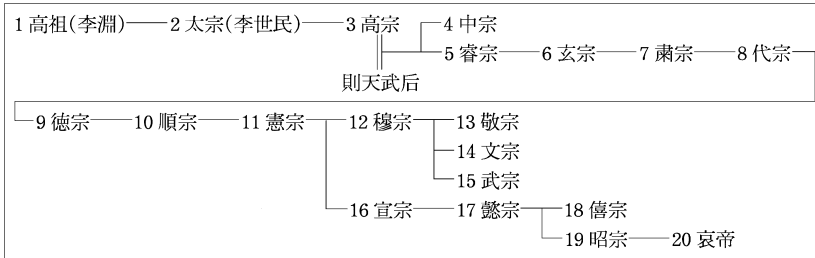 1 高祖(李淵) 2 太宗(李世民) 3 高宗 4 中宗
5 睿宗 6 玄宗 7 粛宗 8 代宗
則天武后
9 徳宗 10 順宗 11 憲宗 12 穆宗 13 敬宗
14 文宗
15 武宗
16 宣宗 17 懿宗 18 僖宗
19 昭宗 20 哀帝